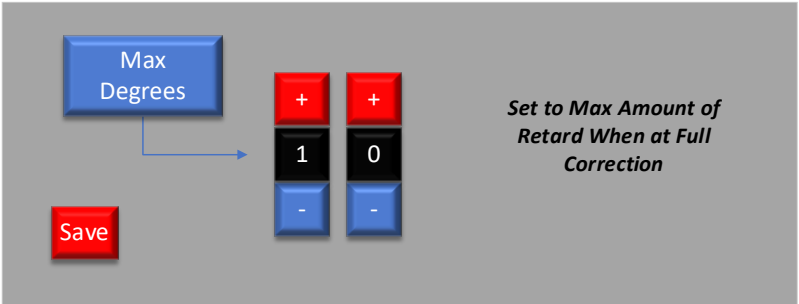 Max
Degrees
+ +
1 0
- -
Save
Set to Max Amount of
Retard When at Full
Correction